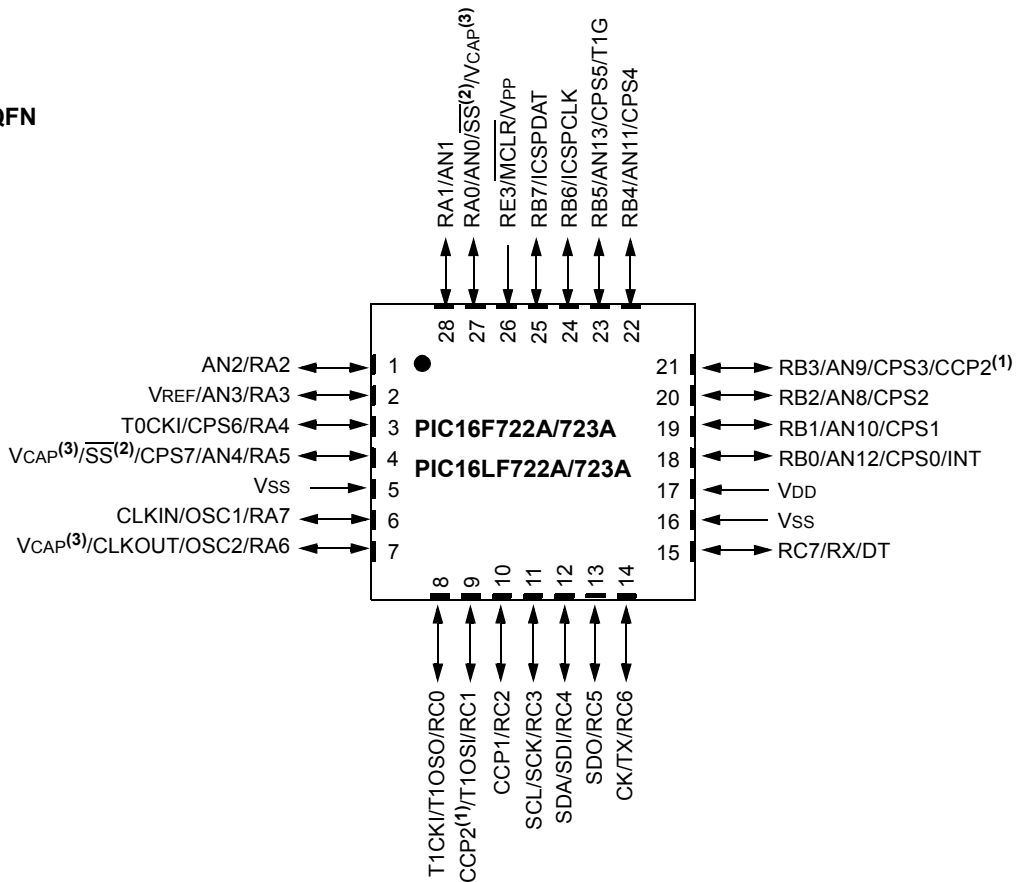 QFN
RA1/AN1
RA0/AN0/SS(2)/VCAP(3)
RE3/MCLR/VPP
RB7/ICSPDAT
RB6/ICSPCLK
RB5/AN13/CPS5/T1G
RB4/AN11/CPS4
28 27 26 25 24 23 22
AN2/RA2 1
VREF/AN3/RA3 2
T0CKI/CPS6/RA4 3
VCAP(3)/SS(2)/CPS7/AN4/RA5 4
VSS 5
CLKIN/OSC1/RA7 6
VCAP(3)/CLKOUT/OSC2/RA6 7
PIC16F722A/723A
PIC16LF722A/723A
21 RB3/AN9/CPS3/CCP2(1)
20 RB2/AN8/CPS2
19 RB1/AN10/CPS1
18 RB0/AN12/CPS0/INT
17 VDD
16 VSS
15 RC7/RX/DT
8 9 10 11 12 13 14
T1CKI/T1OSO/RC0
CCP2(1)/T1OSI/RC1
CCP1/RC2
SCL/SCK/RC3
SDA/SDI/RC4
SDO/RC5
CK/TX/RC6